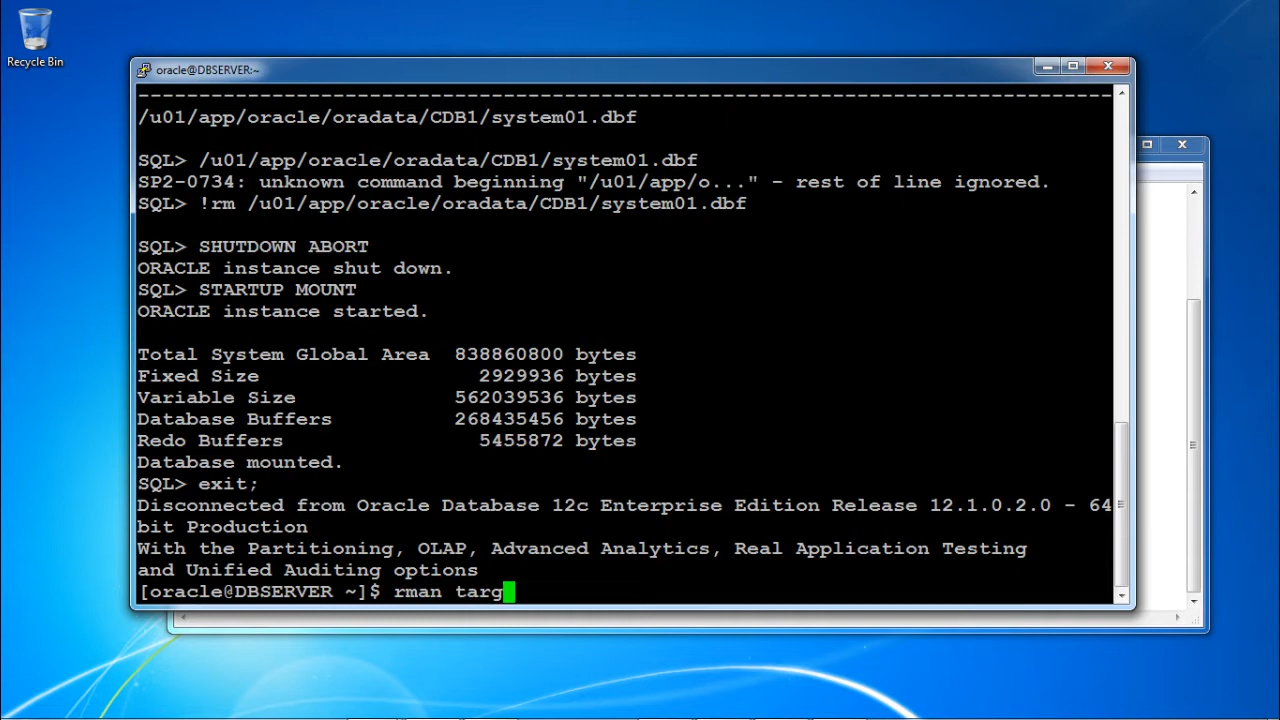 Recycle Bin
oracle@DBSERVER:~
--------------------------------------------------------------------------------
/u01/app/oracle/oradata/CDB1/system01.dbf
SQL> /u01/app/oracle/oradata/CDB1/system01.dbf
SP2-0734: unknown command beginning "/u01/app/o..." - rest of line ignored.
SQL> !rm /u01/app/oracle/oradata/CDB1/system01.dbf
SQL> SHUTDOWN ABORT
ORACLE instance shut down.
SQL> STARTUP MOUNT
ORACLE instance started.
Total System Global Area  838860800 bytes
Fixed Size                  2929936 bytes
Variable Size             562039536 bytes
Database Buffers          268435456 bytes
Redo Buffers                5455872 bytes
Database mounted.
SQL> exit;
Disconnected from Oracle Database 12c Enterprise Edition Release 12.1.0.2.0 - 64
bit Production
With the Partitioning, OLAP, Advanced Analytics, Real Application Testing
and Unified Auditing options
[oracle@DBSERVER ~]$ rman targ